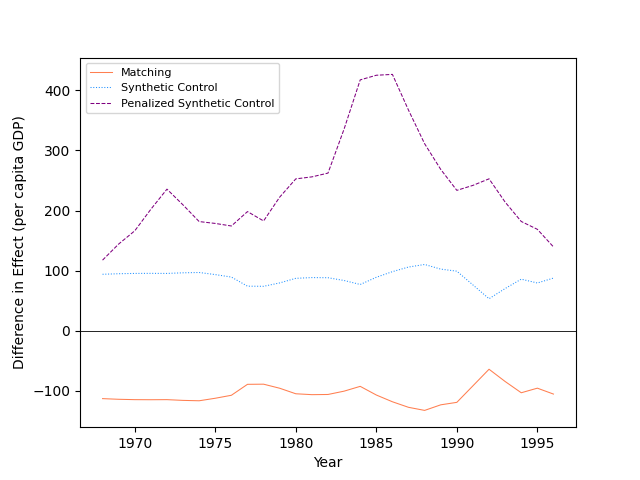 Matching
Synthetic Control
Penalized Synthetic Control
Difference in Effect (per capita GDP)
400
300
200
100
0
−100
1970 1975 1980 1985 1990 1995
Year